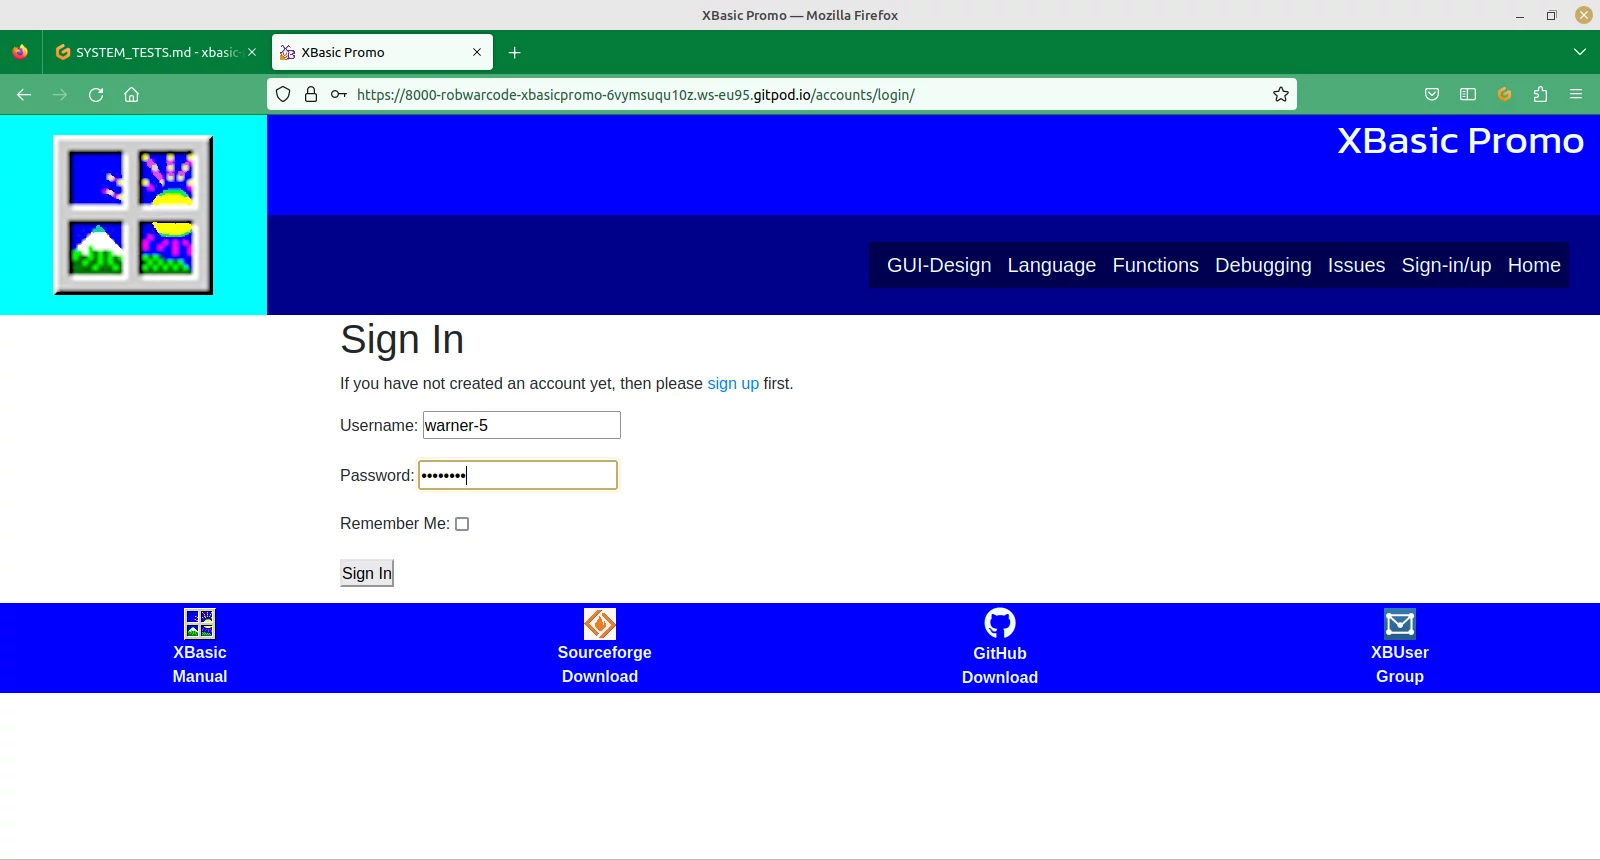 XBasic Promo — Mozilla Firefox
SYSTEM_TESTS.md - xbasic-
XBasic Promo
https://8000-robwarcode-xbasicpromo-6vymsuqu10z.ws-eu95.gitpod.io/accounts/login/
XBasic Promo
GUI-Design Language Functions Debugging Issues Sign-in/up Home
Sign In
If you have not created an account yet, then please sign up first.
Username: warner-5
Password: ••••••••
Remember Me:
Sign In
XBasic
Manual
Sourceforge
Download
GitHub
Download
XBUser
Group